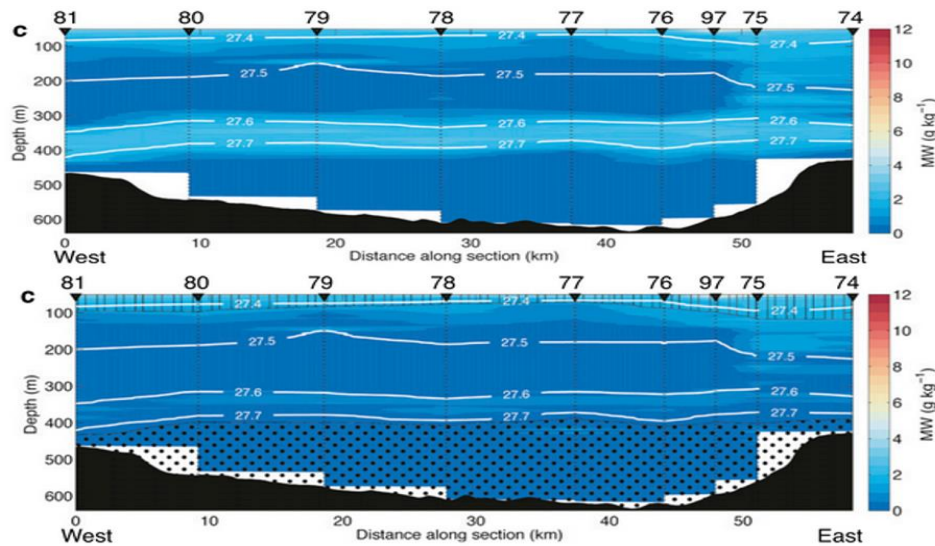 c
81 80 79 78 77 76 97 75 74
100
200
300
400
500
600
Depth (m)
27.4 27.4 27.4
27.5 27.5 27.5
27.6 27.6 27.6
27.7 27.7 27.7
0 10 20 30 40 50
West Distance along section (km) East
12
10
8
6
4
2
0
MW (g kg⁻¹)
c
81 80 79 78 77 76 97 75 74
100
200
300
400
500
600
Depth (m)
27.4 27.4 27.4
27.5 27.5 27.5
27.6 27.6 27.6
27.7 27.7 27.7
0 10 20 30 40 50
West Distance along section (km) East
12
10
8
6
4
2
0
MW (g kg⁻¹)